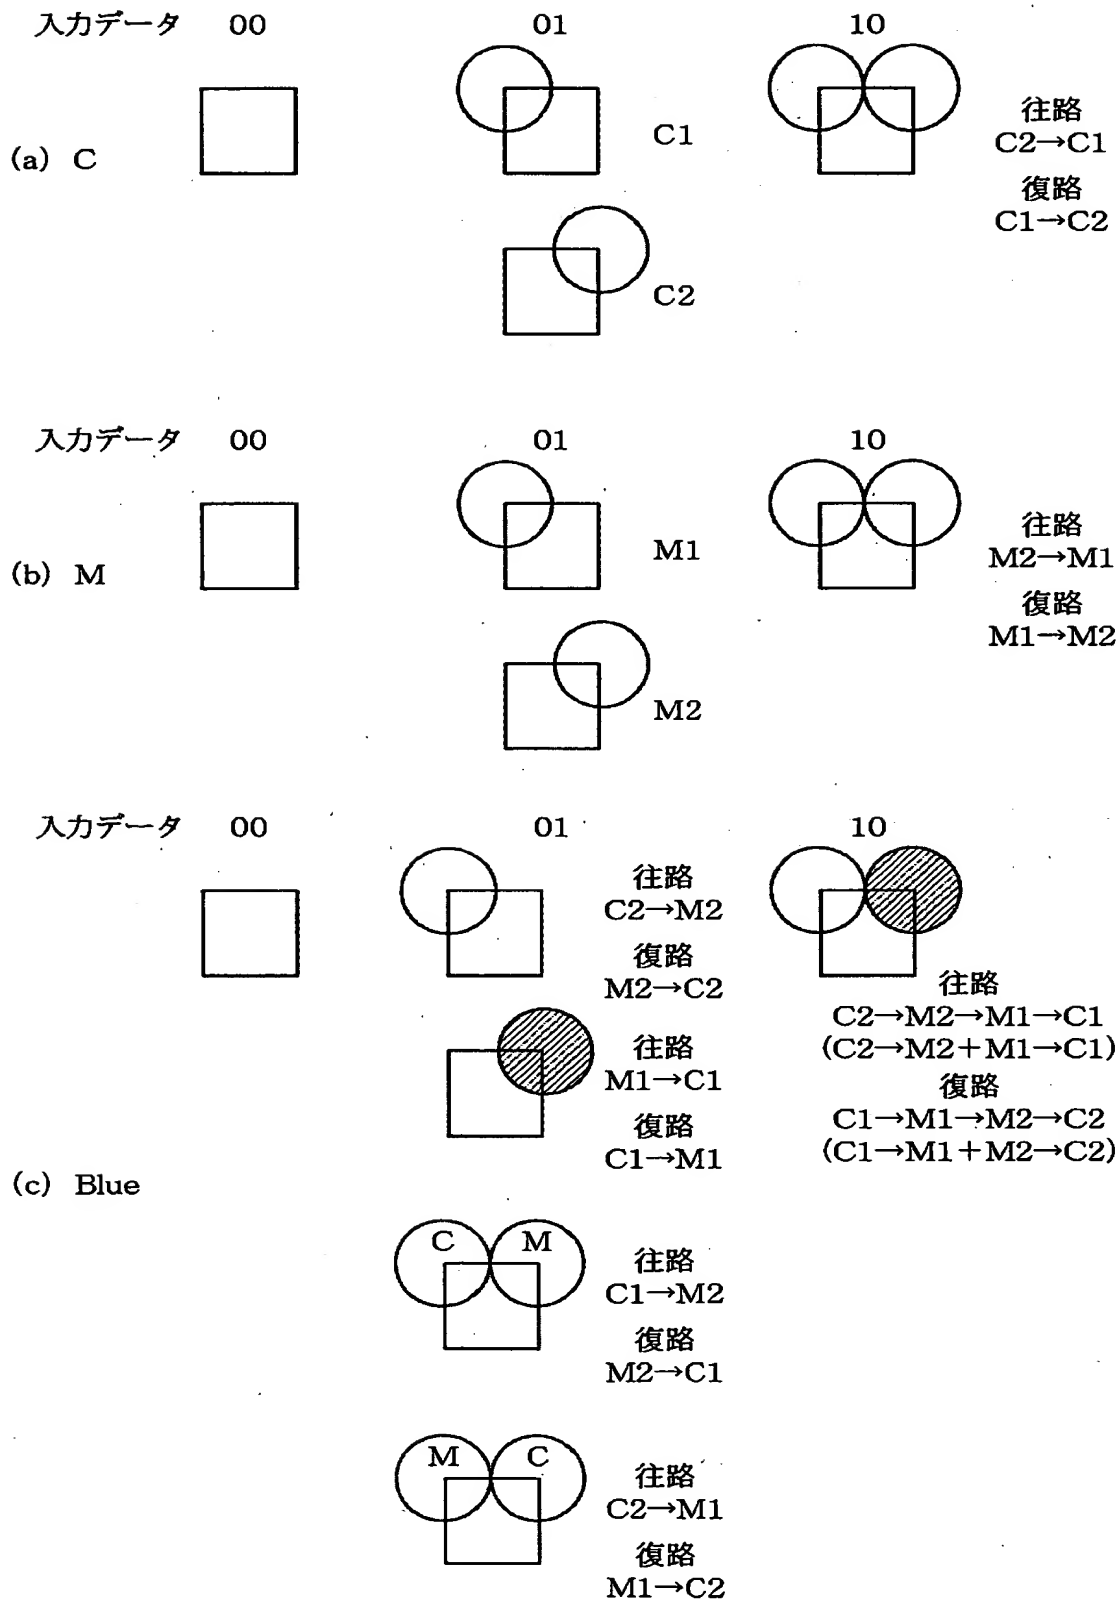 入力データ 00 01 10
(a) C
C1
往路
C2→C1
復路
C1→C2
C2
入力データ 00 01 10
(b) M
M1
往路
M2→M1
復路
M1→M2
M2
入力データ 00 01 10
往路
C2→M2
復路
M2→C2
往路
M1→C1
復路
C1→M1
往路
C2→M2→M1→C1
(C2→M2+M1→C1)
復路
C1→M1→M2→C2
(C1→M1+M2→C2)
(c) Blue
C M
往路
C1→M2
復路
M2→C1
M C
往路
C2→M1
復路
M1→C2